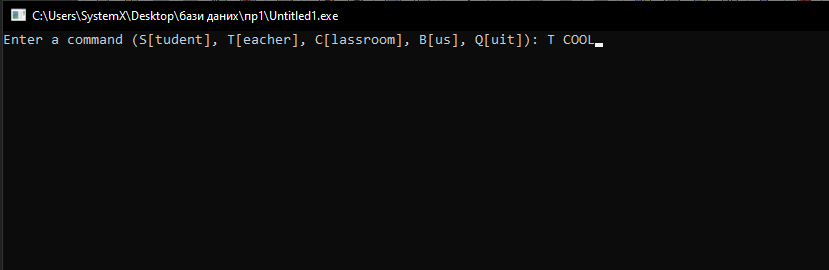 C:\Users\SystemX\Desktop\бази даних\пр1\Untitled1.exe
Enter a command (S[tudent], T[eacher], C[lassroom], B[us], Q[uit]): T COOL